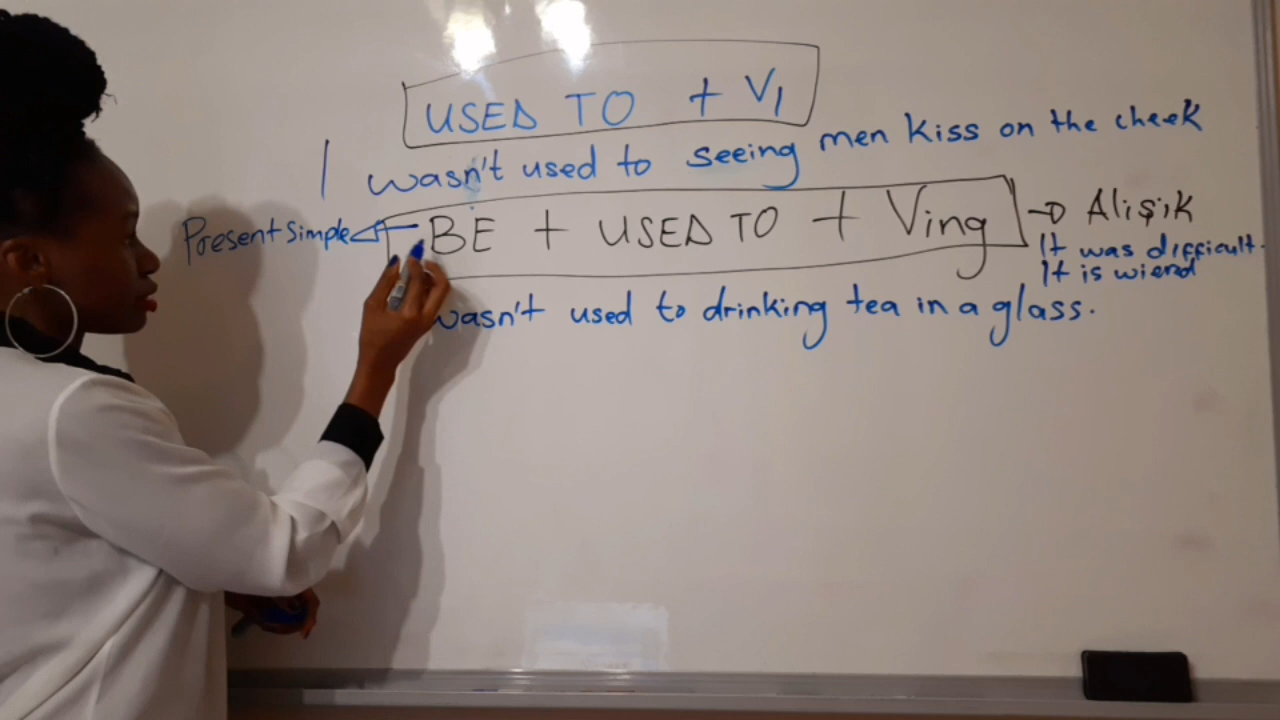 USED TO + V1
I wasn't used to seeing men kiss on the cheek
Present Simple BE + USED TO + Ving → Alışık
It was difficult.
It is wierd
wasn't used to drinking tea in a glass.